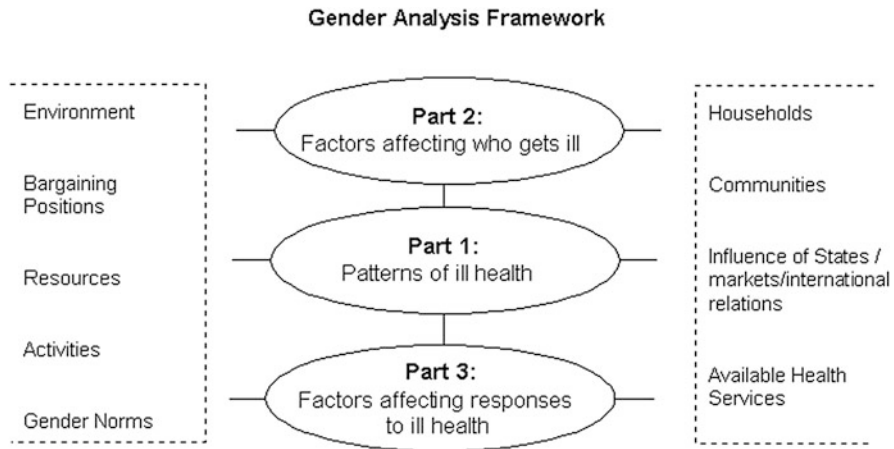 Gender Analysis Framework
Environment
Bargaining
Positions
Resources
Activities
Gender Norms
Part 2:
Factors affecting who gets ill
Part 1:
Patterns of ill health
Part 3:
Factors affecting responses
to ill health
Households
Communities
Influence of States /
markets/international
relations
Available Health
Services